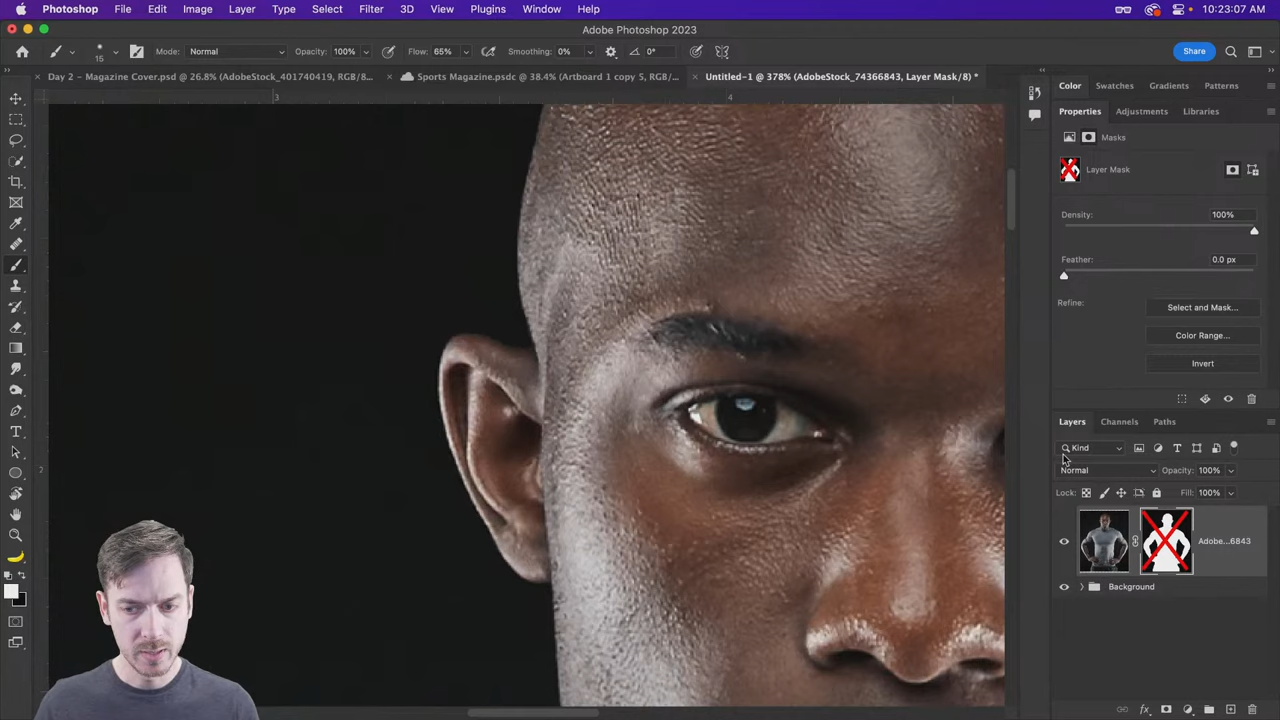 Photoshop File Edit Image Layer Type Select Filter 3D View Plugins Window Help 10:23:07 AM
Adobe Photoshop 2023
15 Mode: Normal Opacity: 100% Flow: 65% Smoothing: 0% 0° Share
Day 2 – Magazine Cover.psd @ 26.8% (AdobeStock_401740419, RGB/8... Sports Magazine.psdc @ 38.4% (Artboard 1 copy 5, RGB/... Untitled-1 @ 378% (AdobeStock_74366843, Layer Mask/8) *
Color Swatches Gradients Patterns
3 4
Properties Adjustments Libraries
Masks
Layer Mask
Density: 100%
Feather: 0.0 px
Refine: Select and Mask...
Color Range...
Invert
Layers Channels Paths
Kind
2
Normal Opacity: 100%
Lock: Fill: 100%
Adobe...6843
Background